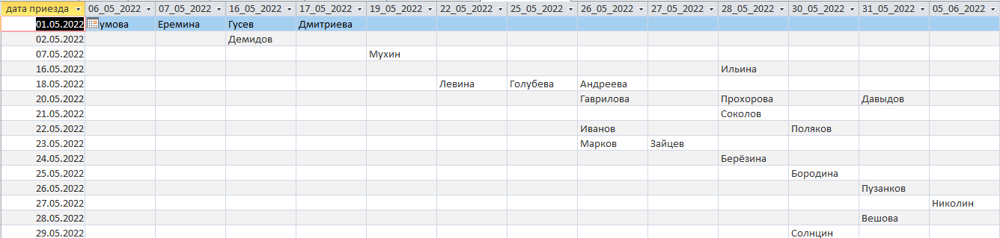 дата приезда 06_05_2022 07_05_2022 16_05_2022 17_05_2022 19_05_2022 22_05_2022 25_05_2022 26_05_2022 27_05_2022 28_05_2022 30_05_2022 31_05_2022 05_06_2022
01.05.2022 умова Еремина Гусев Дмитриева
02.05.2022 Демидов
07.05.2022 Мухин
16.05.2022 Ильина
18.05.2022 Левина Голубева Андреева
20.05.2022 Гаврилова Прохорова Давыдов
21.05.2022 Соколов
22.05.2022 Иванов Поляков
23.05.2022 Марков Зайцев
24.05.2022 Берёзина
25.05.2022 Бородина
26.05.2022 Пузанков
27.05.2022 Николин
28.05.2022 Вешова
29.05.2022 Солнцин